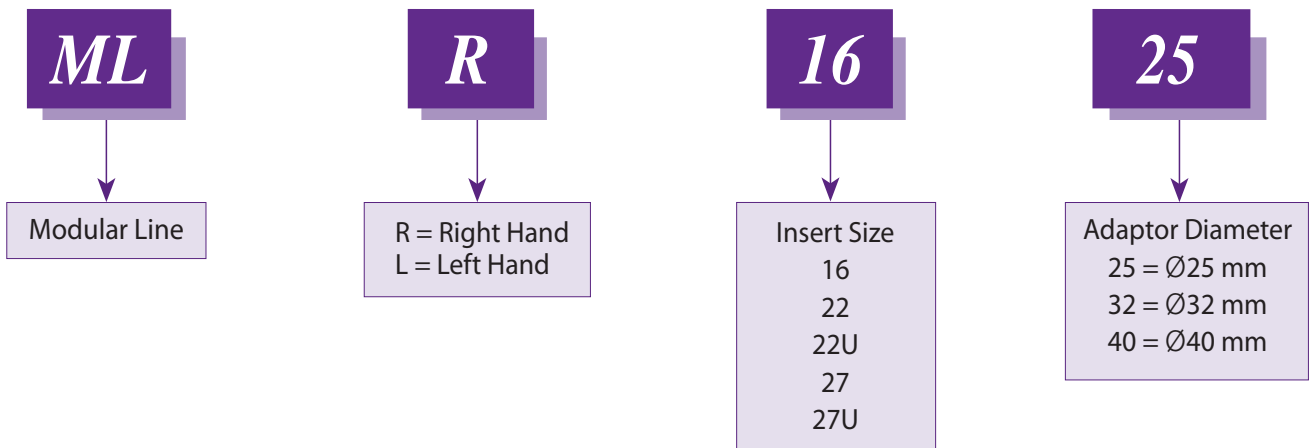 ML
R
16
25
Modular Line
R = Right Hand
L = Left Hand
Insert Size
16
22
22U
27
27U
Adaptor Diameter
25 = Ø25 mm
32 = Ø32 mm
40 = Ø40 mm